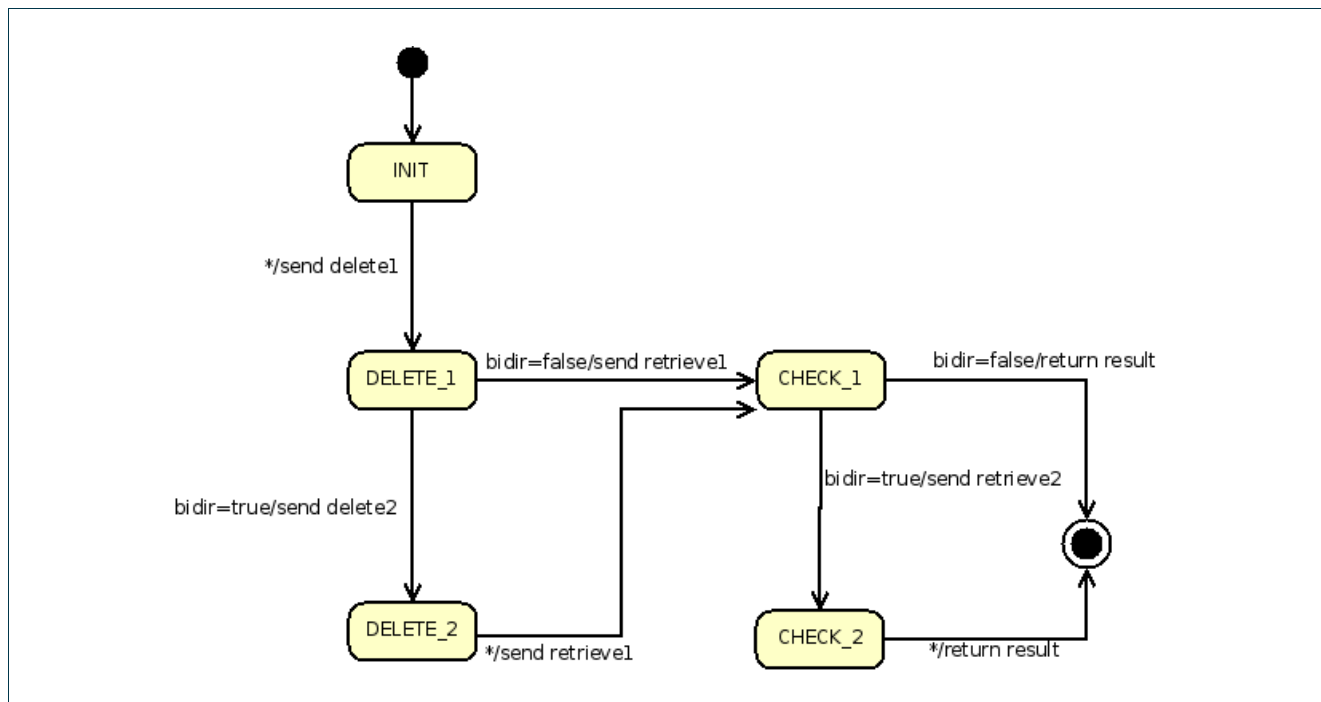 INIT
*/send delete1
DELETE_1
bidir=false/send retrieve1
CHECK_1
bidir=false/return result
bidir=true/send delete2
bidir=true/send retrieve2
DELETE_2
*/send retrieve1
CHECK_2
*/return result